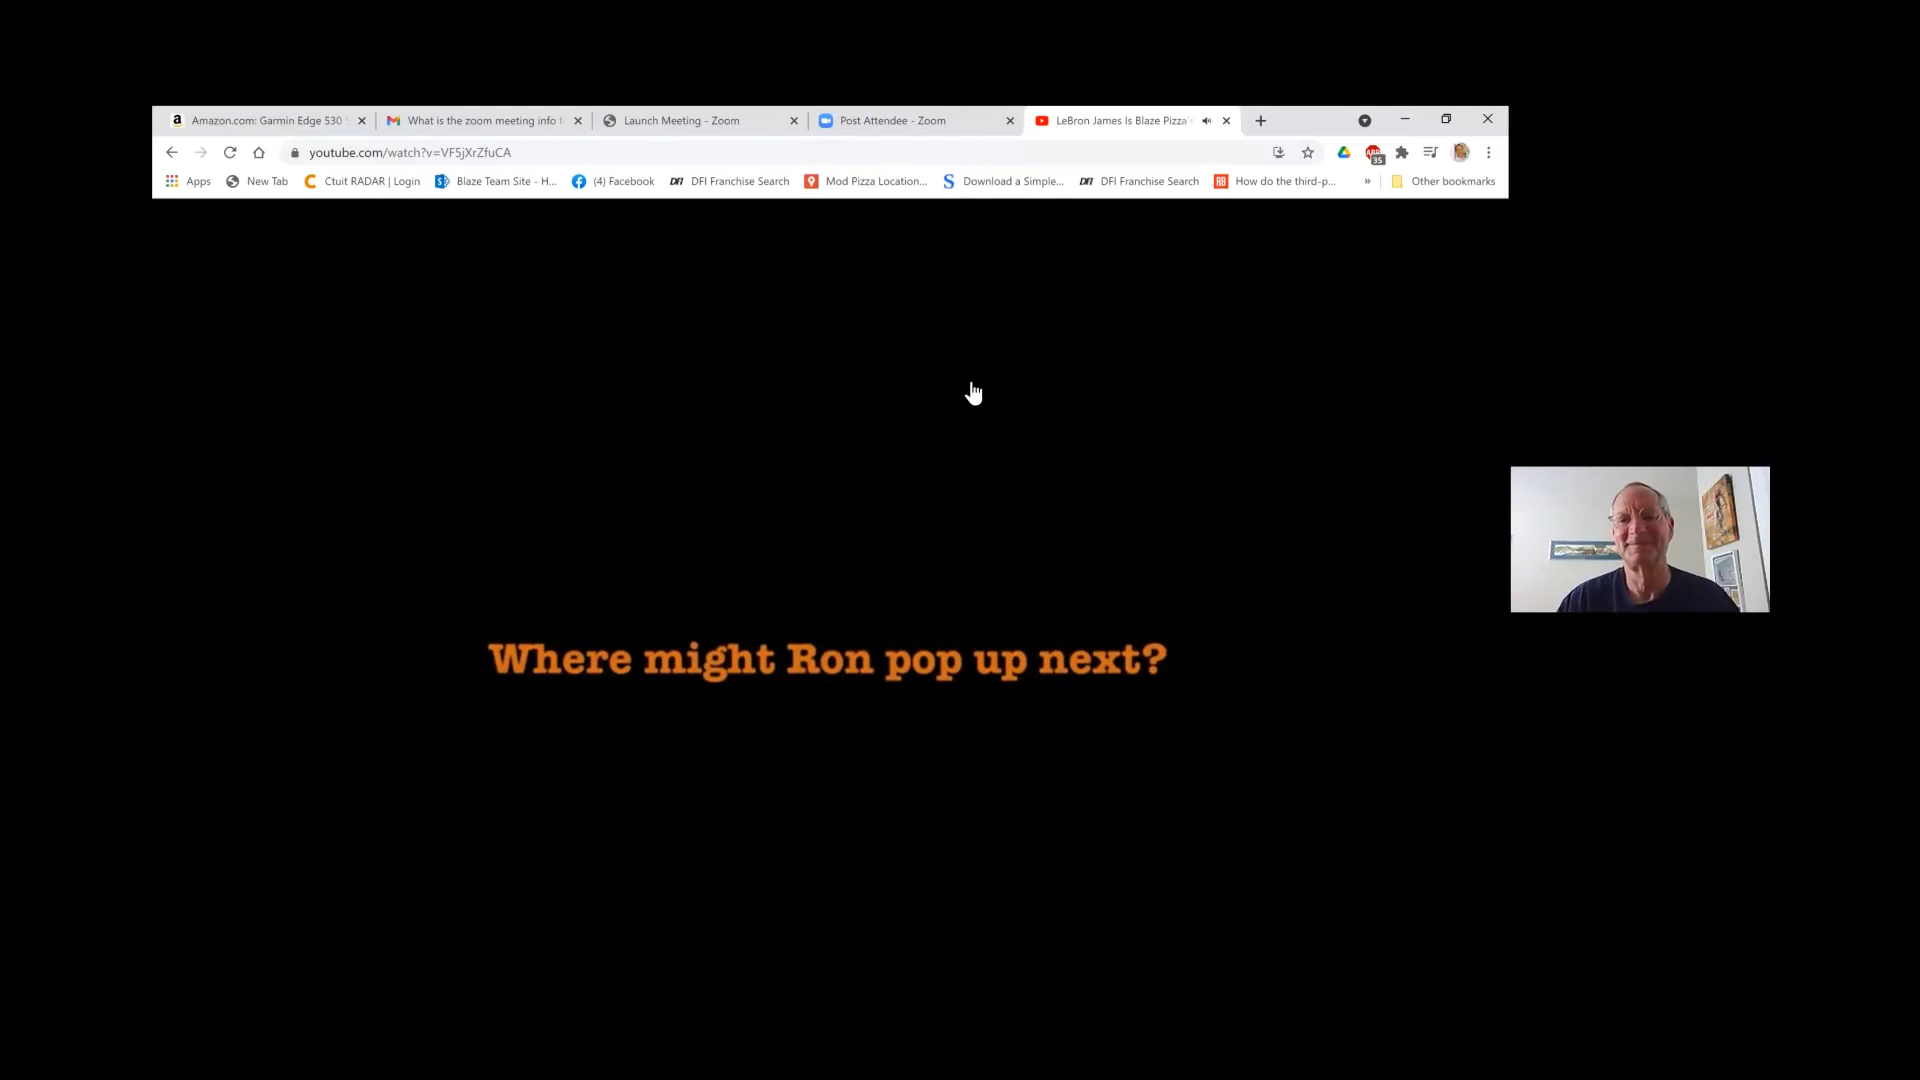 Amazon.com: Garmin Edge 530
What is the zoom meeting info
Launch Meeting - Zoom
Post Attendee - Zoom
LeBron James Is Blaze Pizza's
youtube.com/watch?v=VF5jXrZfuCA
35
Apps
New Tab
Ctuit RADAR | Login
Blaze Team Site - H...
(4) Facebook
DFI Franchise Search
Mod Pizza Location...
Download a Simple...
DFI Franchise Search
How do the third-p...
»
Other bookmarks
Where might Ron pop up next?